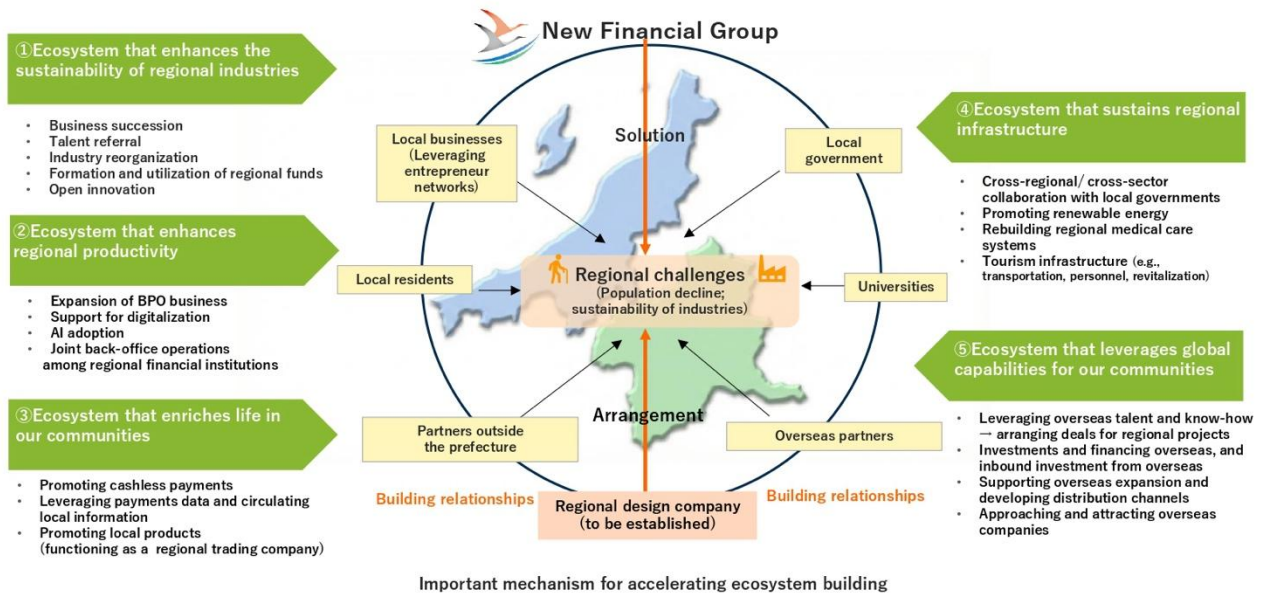 New Financial Group
①Ecosystem that enhances the
sustainability of regional industries
• Business succession
• Talent referral
• Industry reorganization
• Formation and utilization of regional funds
• Open innovation
②Ecosystem that enhances
regional productivity
• Expansion of BPO business
• Support for digitalization
• AI adoption
• Joint back-office operations
among regional financial institutions
③Ecosystem that enriches life in
our communities
• Promoting cashless payments
• Leveraging payments data and circulating
local information
• Promoting local products
(functioning as a regional trading company)
Solution
Local businesses
(Leveraging
entrepreneur
networks)
Local
government
Local residents
Regional challenges
(Population decline;
sustainability of industries)
Universities
Arrangement
Partners outside
the prefecture
Overseas partners
Building relationships
Regional design company
(to be established)
Building relationships
④Ecosystem that sustains regional
infrastructure
• Cross-regional/ cross-sector
collaboration with local governments
• Promoting renewable energy
• Rebuilding regional medical care
systems
• Tourism infrastructure (e.g.,
transportation, personnel, revitalization)
⑤Ecosystem that leverages global
capabilities for our communities
• Leveraging overseas talent and know-how
→ arranging deals for regional projects
• Investments and financing overseas, and
inbound investment from overseas
• Supporting overseas expansion and
developing distribution channels
• Approaching and attracting overseas
companies
Important mechanism for accelerating ecosystem building